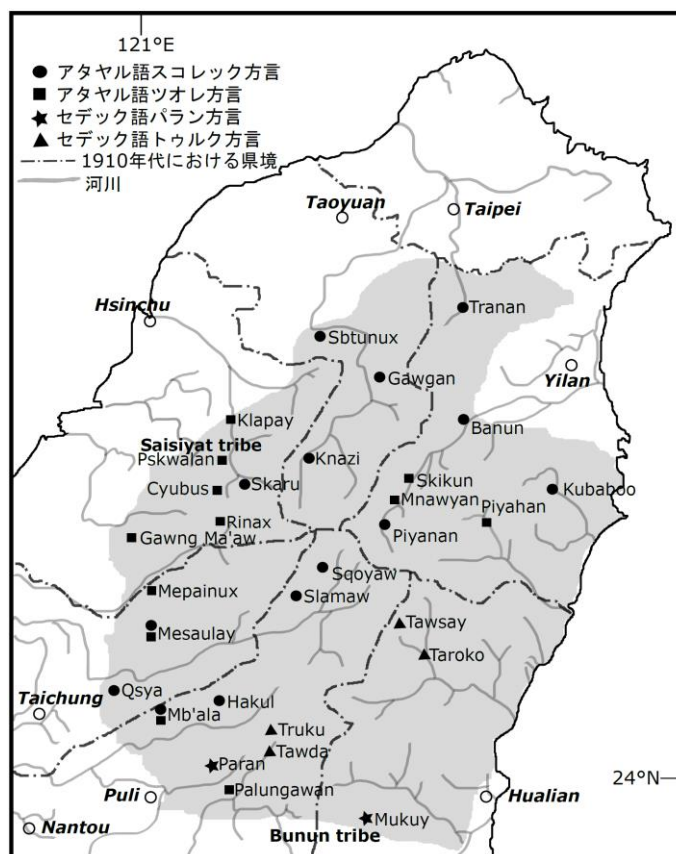 121°E
アタヤル語スコレック方言
アタヤル語ツオレ方言
セデック語パラン方言
セデック語トゥルク方言
1910年代における県境
河川
Taoyuan
Taipei
Hsinchu
Tranan
Sbtunux
Gawgan
Yilan
Klapay
Banun
Saisiyat tribe
Pskwalan
Knazi
Skaru
Skikun
Kubaboo
Cyubus
Mnawyan
Piyahan
Rinax
Piyanan
Gawng Ma'aw
Sqoyaw
Mepainux
Slamaw
Mesaulay
Tawsay
Taroko
Qsya
Taichung
Hakul
Mb'ala
Truku
Tawda
Paran
24°N
Puli
Palungawan
Hualian
Mukuy
Nantou
Bunun tribe